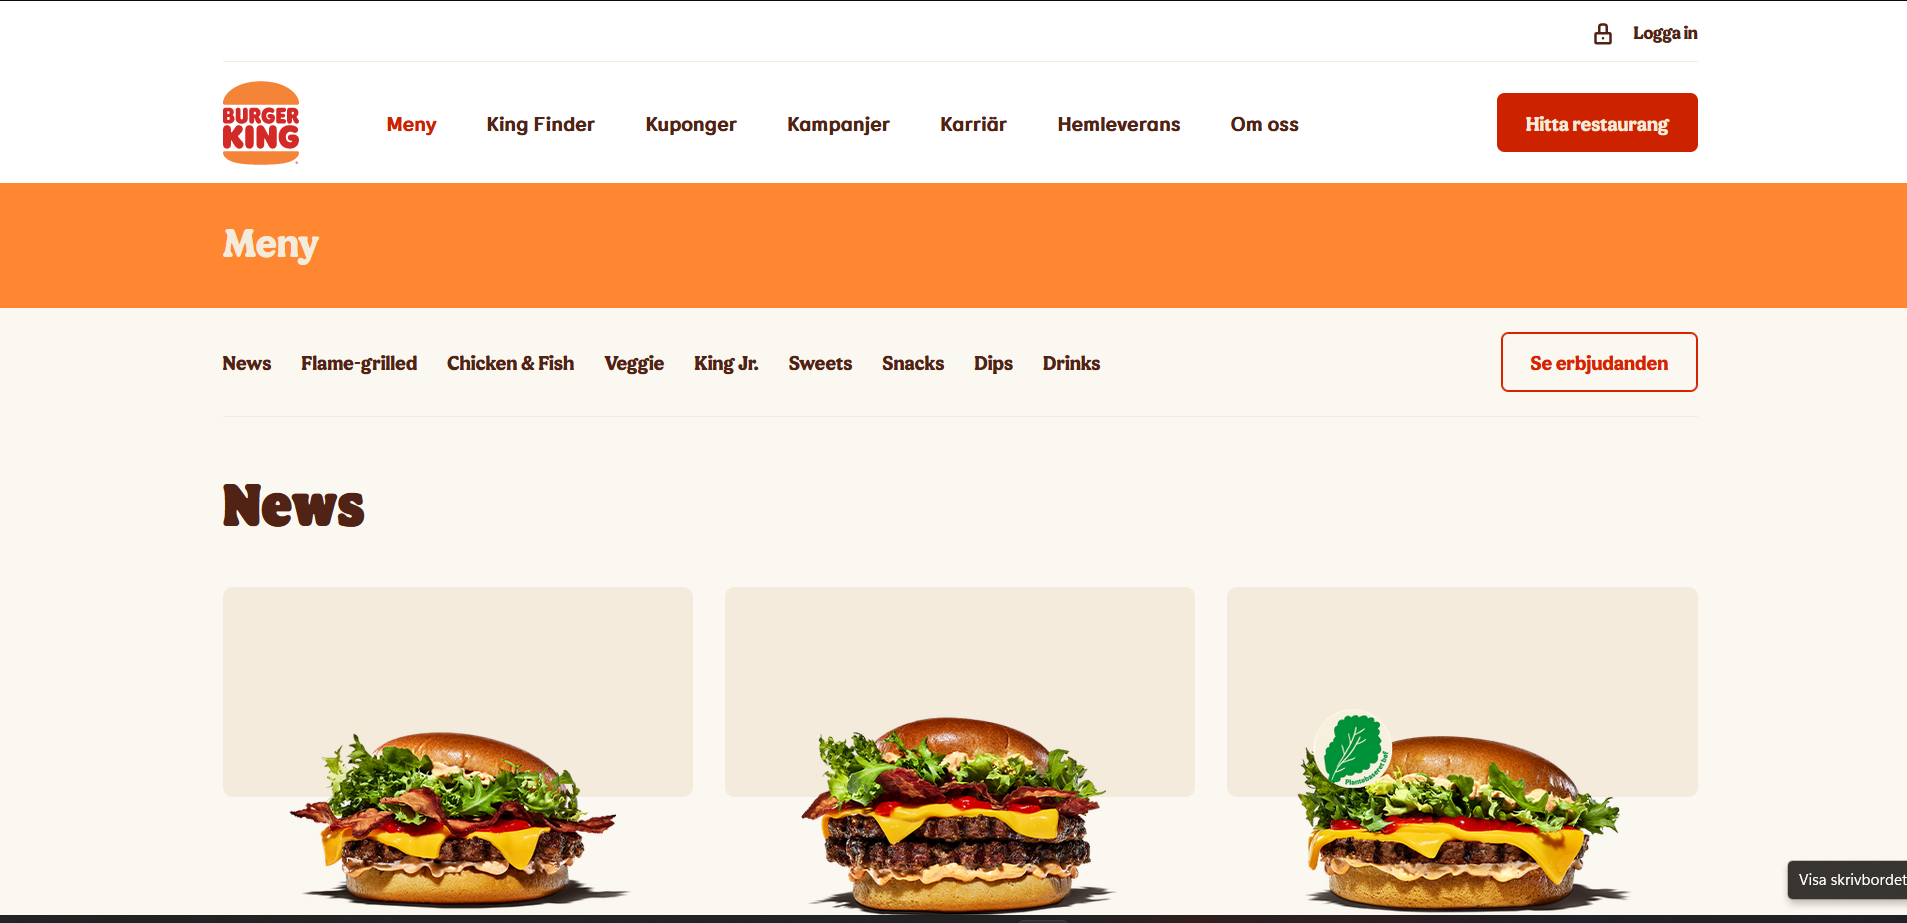 Logga in
BURGER
KING
Meny King Finder Kuponger Kampanjer Karriär Hemleverans Om oss
Hitta restaurang
Meny
News Flame-grilled Chicken & Fish Veggie King Jr. Sweets Snacks Dips Drinks
Se erbjudanden
News
Plantebaseret bøf
Visa skrivbordet